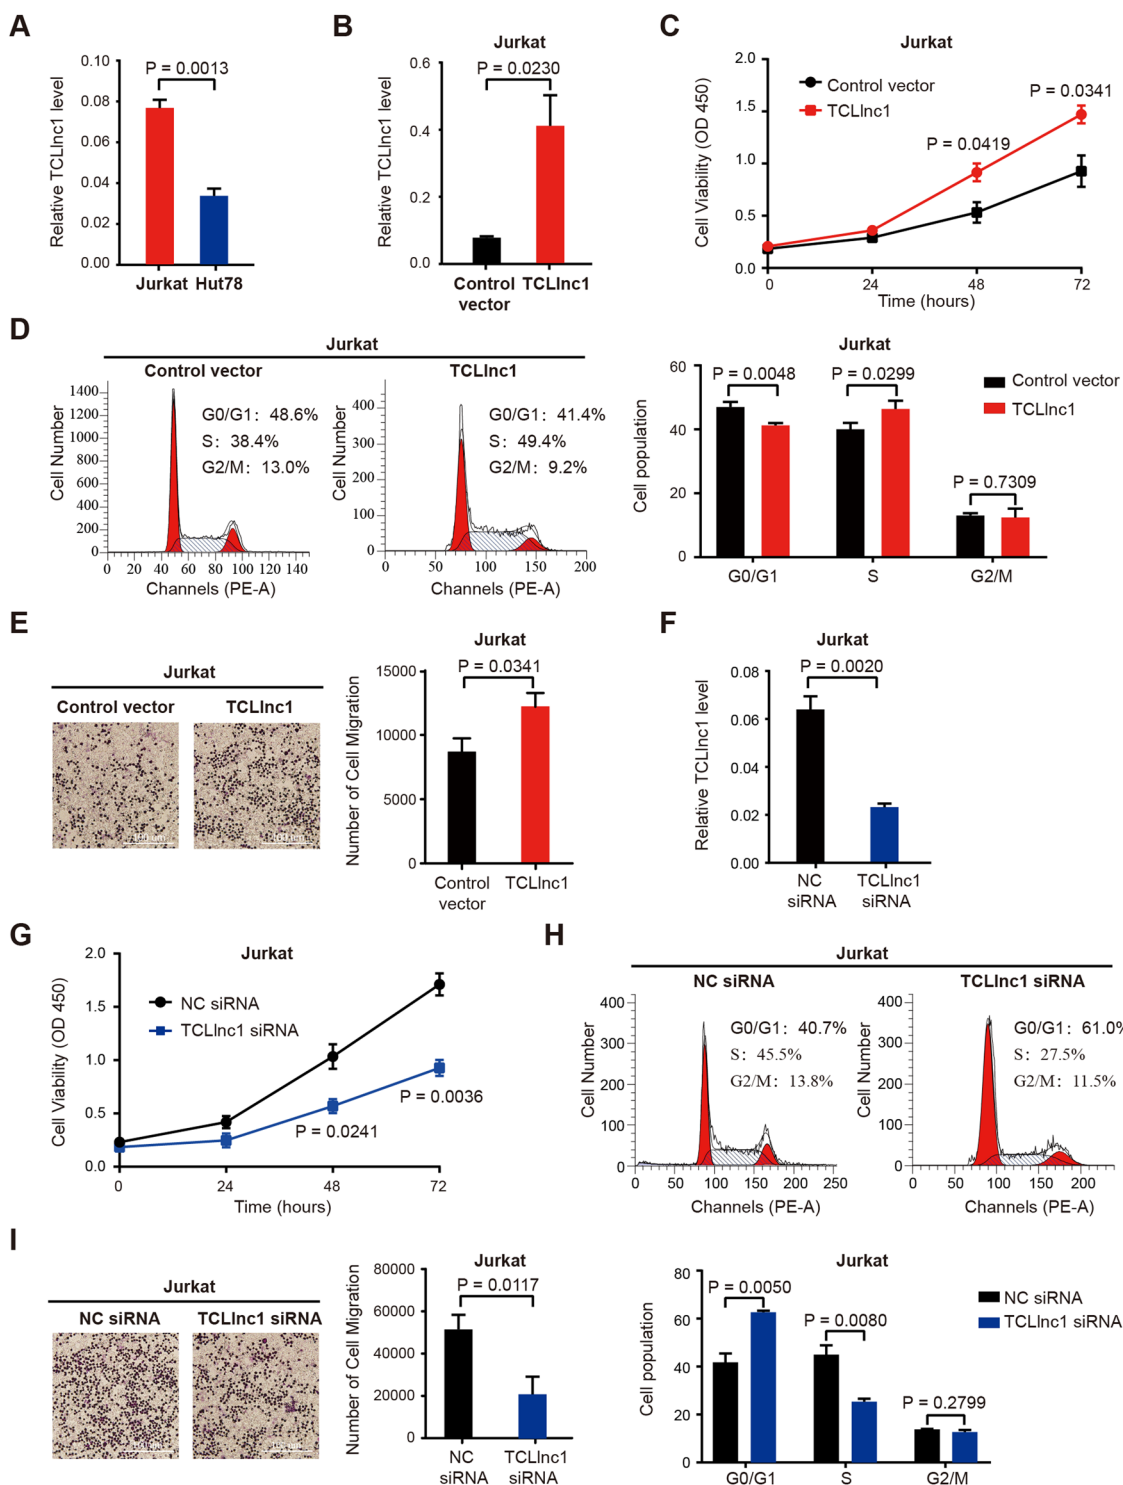 A
Relative TCLlnc1 level
0.10
0.08
0.06
0.04
0.02
0.00
P = 0.0013
Jurkat Hut78
B
Jurkat
Relative TCLlnc1 level
0.6
0.4
0.2
0.0
P = 0.0230
Control vector
TCLlnc1
C
Jurkat
Cell Viability (OD 450)
2.0
1.5
1.0
0.5
0.0
Control vector
TCLlnc1
P = 0.0419
P = 0.0341
0 24 48 72
Time (hours)
D
Jurkat
Control vector
Cell Number
1400
1200
1000
800
600
400
200
0
G0/G1: 48.6%
S: 38.4%
G2/M: 13.0%
0 20 40 60 80 100 120 140
Channels (PE-A)
TCLlnc1
Cell Number
400
300
200
100
0
G0/G1: 41.4%
S: 49.4%
G2/M: 9.2%
0 50 100 150 200
Channels (PE-A)
Jurkat
Cell population
60
40
20
0
P = 0.0048
P = 0.0299
P = 0.7309
Control vector
TCLlnc1
G0/G1 S G2/M
E
Jurkat
Control vector
TCLlnc1
100 um
100 um
Jurkat
Number of Cell Migration
15000
10000
5000
0
P = 0.0341
Control
vector
TCLlnc1
F
Jurkat
Relative TCLlnc1 level
0.08
0.06
0.04
0.02
0.00
P = 0.0020
NC
siRNA
TCLlnc1
siRNA
G
Jurkat
Cell Viability (OD 450)
2.0
1.5
1.0
0.5
0.0
NC siRNA
TCLlnc1 siRNA
P = 0.0241
P = 0.0036
0 24 48 72
Time (hours)
H
Jurkat
NC siRNA
Cell Number
400
300
200
100
0
G0/G1: 40.7%
S: 45.5%
G2/M: 13.8%
0 50 100 150 200 250
Channels (PE-A)
TCLlnc1 siRNA
Cell Number
400
300
200
100
0
G0/G1: 61.0%
S: 27.5%
G2/M: 11.5%
0 50 100 150 200
Channels (PE-A)
I
Jurkat
NC siRNA
TCLlnc1 siRNA
Jurkat
Number of Cell Migration
80000
60000
40000
20000
0
P = 0.0117
NC
siRNA
TCLlnc1
siRNA
Jurkat
Cell population
80
60
40
20
0
P = 0.0050
P = 0.0080
P = 0.2799
NC siRNA
TCLlnc1 siRNA
G0/G1 S G2/M